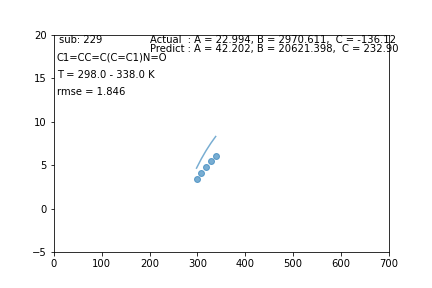 sub: 229
Actual : A = 22.994, B = 2970.611, C = -136.12
Predict : A = 42.202, B = 20621.398, C = 232.90
C1=CC=C(C=C1)N=O
T = 298.0 - 338.0 K
rmse = 1.846
20
15
10
5
0
−5
0 100 200 300 400 500 600 700